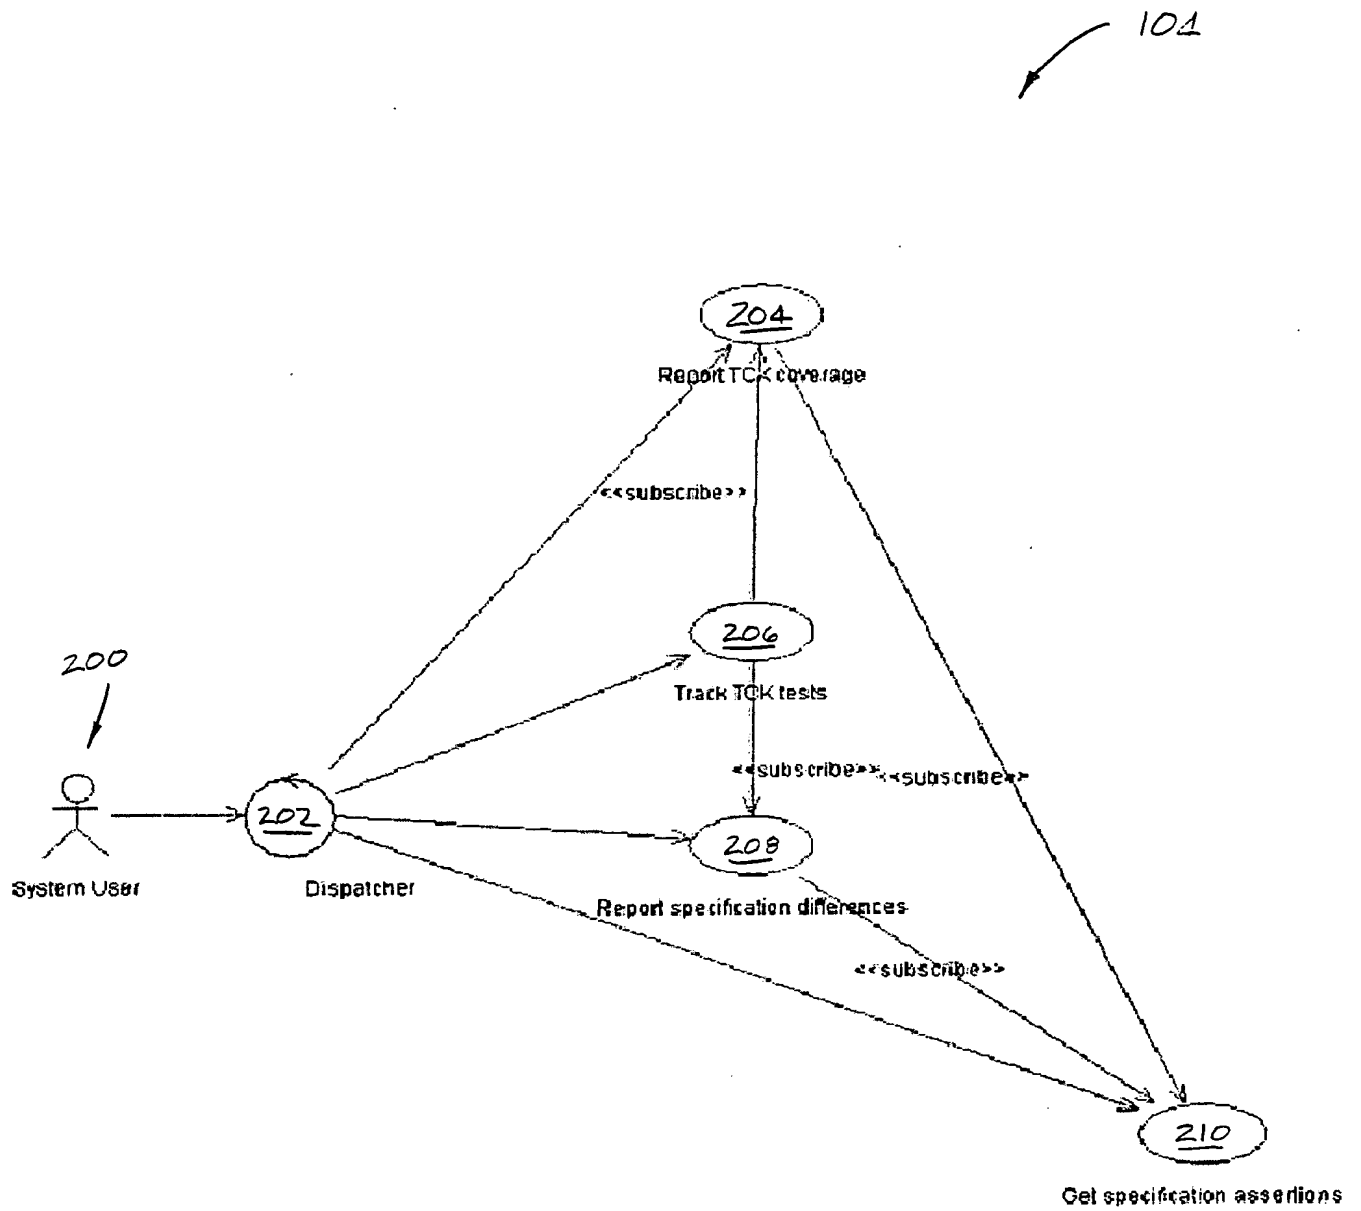 101
204
Report TCK coverage
<<subscribe>>
206
Track TCK tests
200
<<subscribe>>
<<subscribe>>
202
208
System User
Dispatcher
Report specification differences
<<subscribe>>
210
Get specification assertions